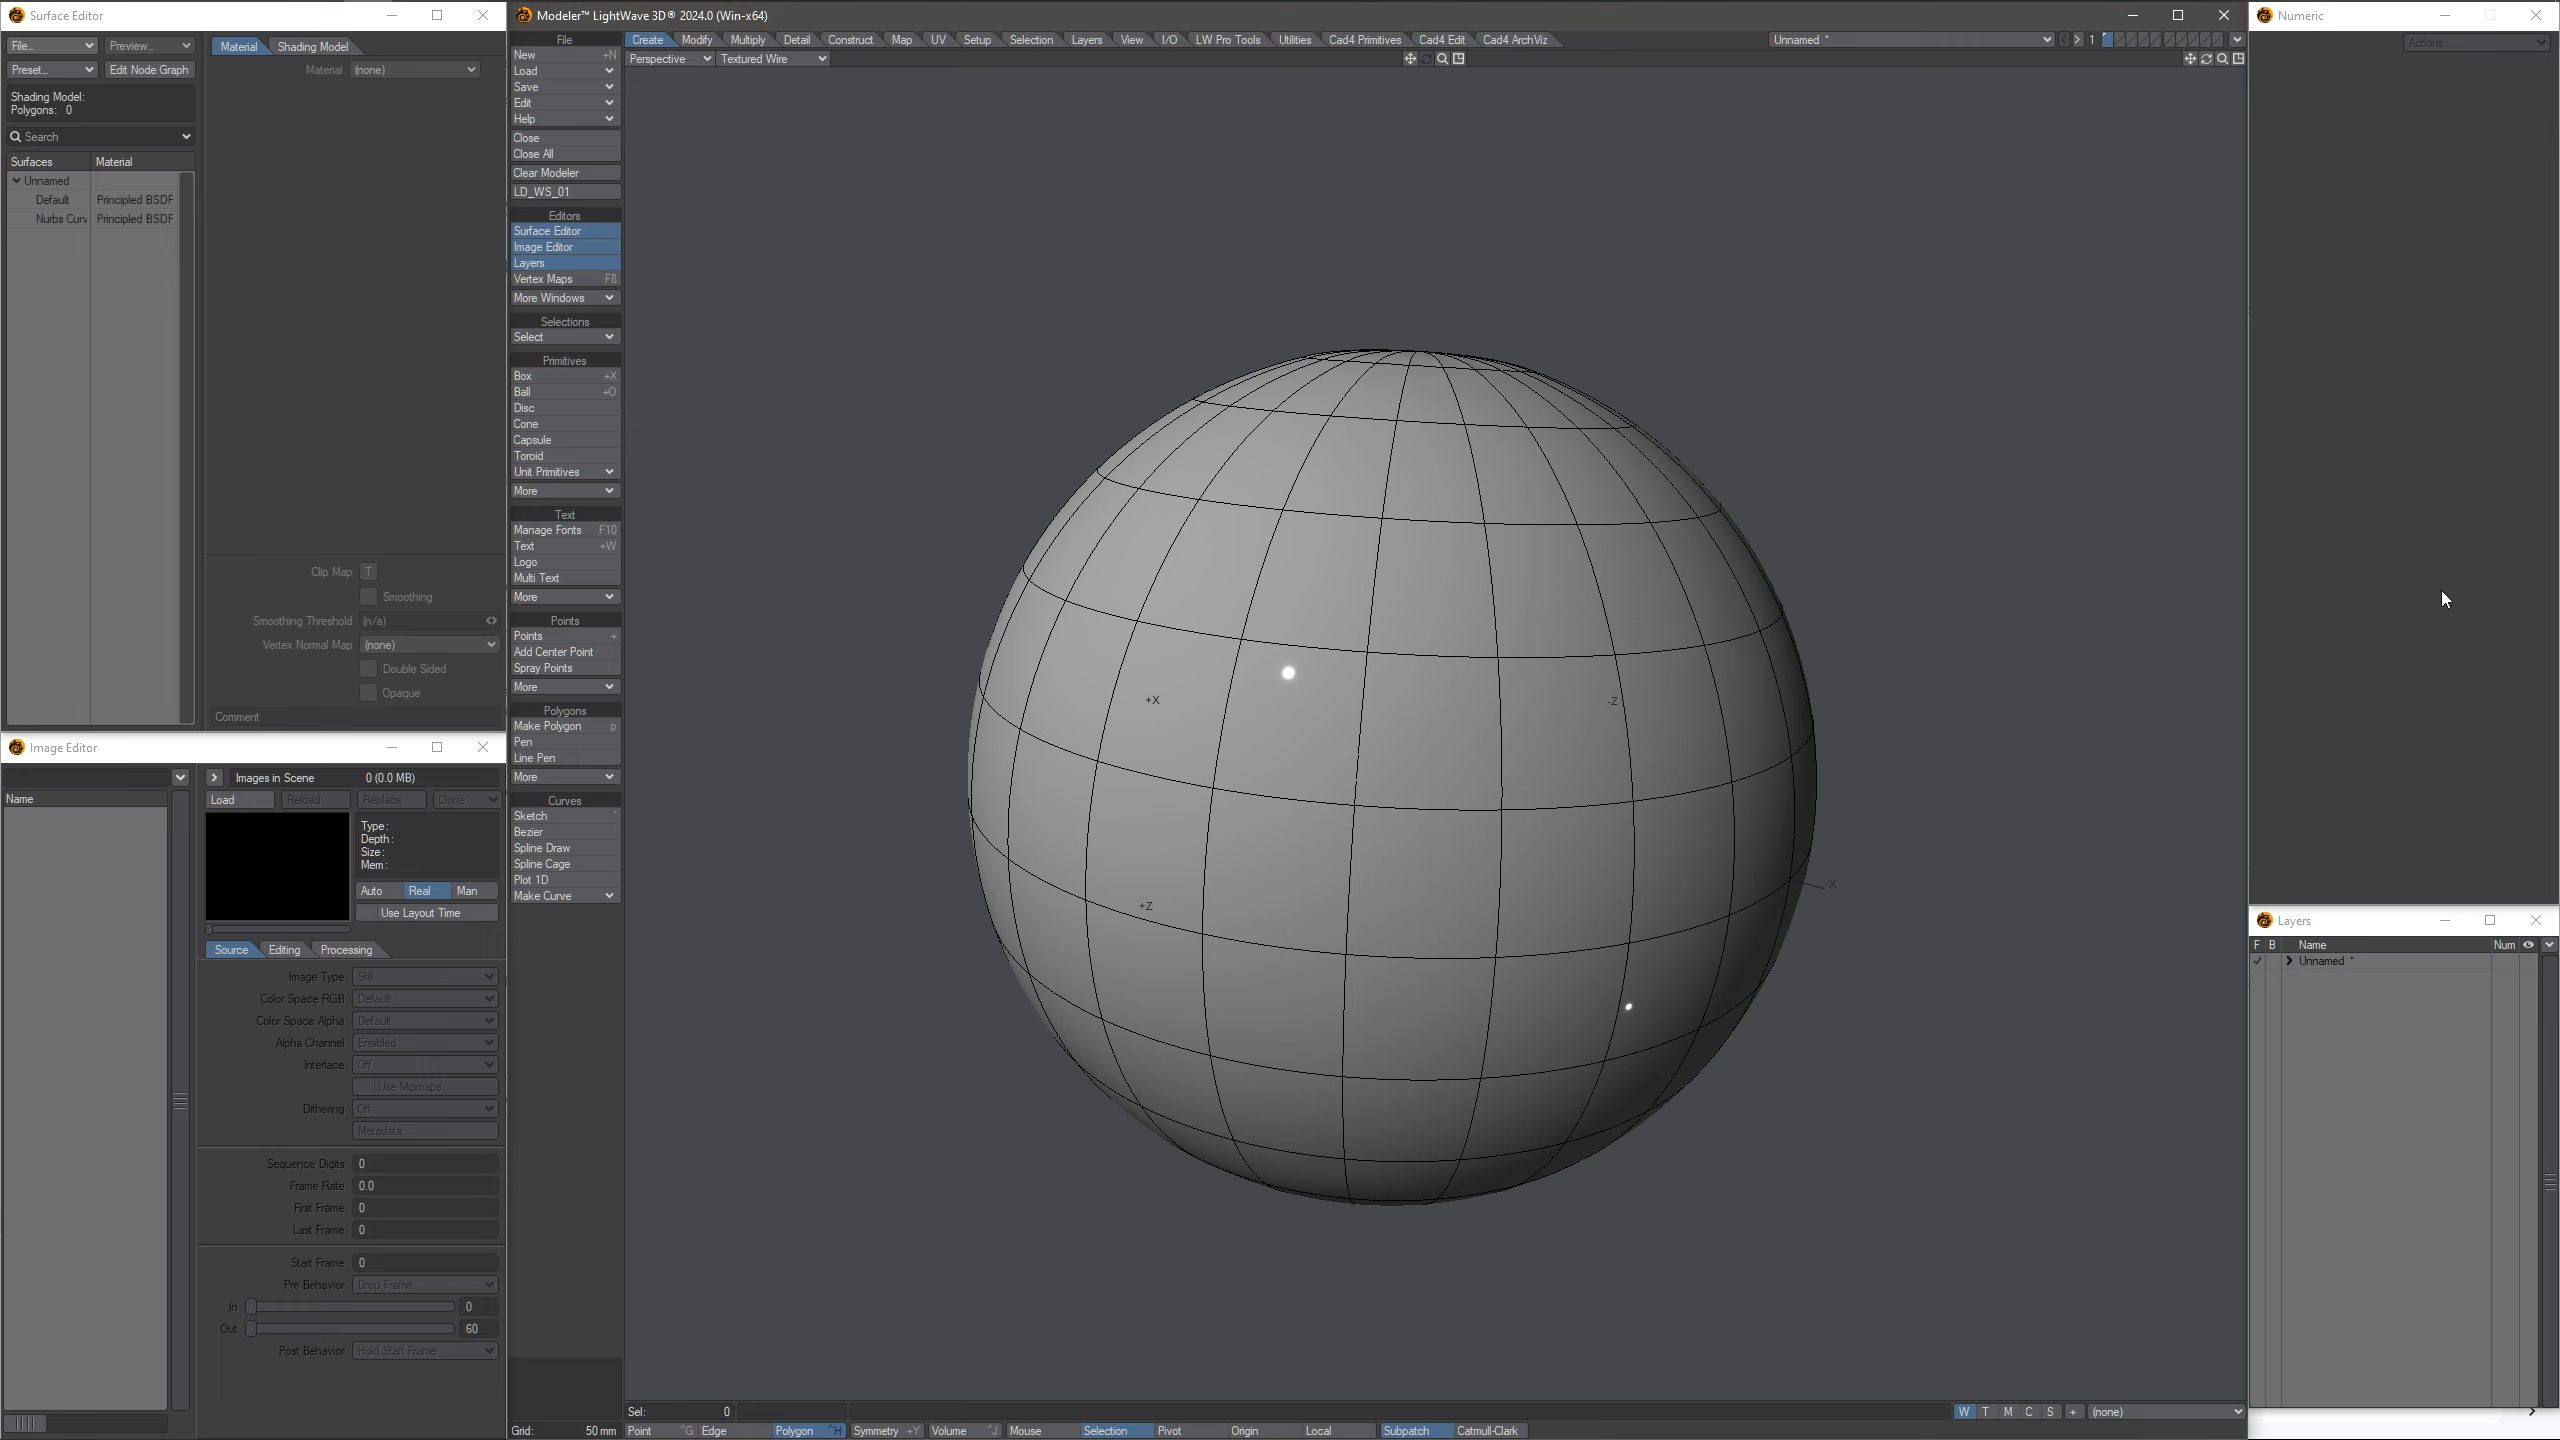 Surface Editor
File...
Preview...
Preset...
Edit Node Graph
Shading Model:
Polygons: 0
Search
Surfaces Material
Unnamed
Default Principled BSDF
Nurbs Curv Principled BSDF
Material Shading Model
Material (none)
Clip Map T
Smoothing
Smoothing Threshold (n/a)
Vertex Normal Map (none)
Double Sided
Opaque
Comment
Image Editor
Name
Images in Scene 0 (0.0 MB)
Load Reload Replace Clone
Type :
Depth :
Size :
Mem :
Auto Real Man
Use Layout Time
Source Editing Processing
Image Type Still
Color Space RGB Default
Color Space Alpha Default
Alpha Channel Enabled
Interlace Off
Use Mipmaps
Dithering Off
Metadata
Sequence Digits 0
Frame Rate 0.0
First Frame 0
Last Frame 0
Start Frame 0
Pre Behavior Drop Frame
In 0
Out 60
Post Behavior Hold Start Frame
Modeler™ LightWave 3D® 2024.0 (Win-x64)
Create Modify Multiply Detail Construct Map UV Setup Selection Layers View I/O LW Pro Tools Utilities Cad4 Primitives Cad4 Edit Cad4 ArchViz
Unnamed * 1
Perspective Textured Wire
File
New +N
Load
Save
Edit
Help
Close
Close All
Clear Modeler
LD_WS_01
Editors
Surface Editor
Image Editor
Layers
Vertex Maps F8
More Windows
Selections
Select
Primitives
Box +X
Ball +O
Disc
Cone
Capsule
Toroid
Unit Primitives
More
Text
Manage Fonts F10
Text +W
Logo
Multi Text
More
Points
Points +
Add Center Point
Spray Points
More
Polygons
Make Polygon p
Pen
Line Pen
More
Curves
Sketch
Bezier
Spline Draw
Spline Cage
Plot 1D
Make Curve
+X
-Z
-X
+Z
Sel: 0
W T M C S + (none)
Grid: 50 mm
Point ^G Edge Polygon ^H Symmetry +Y Volume ^J Mouse Selection Pivot Origin Local Subpatch Catmull-Clark
Numeric
Actions
Layers
F B Name Num
Unnamed *